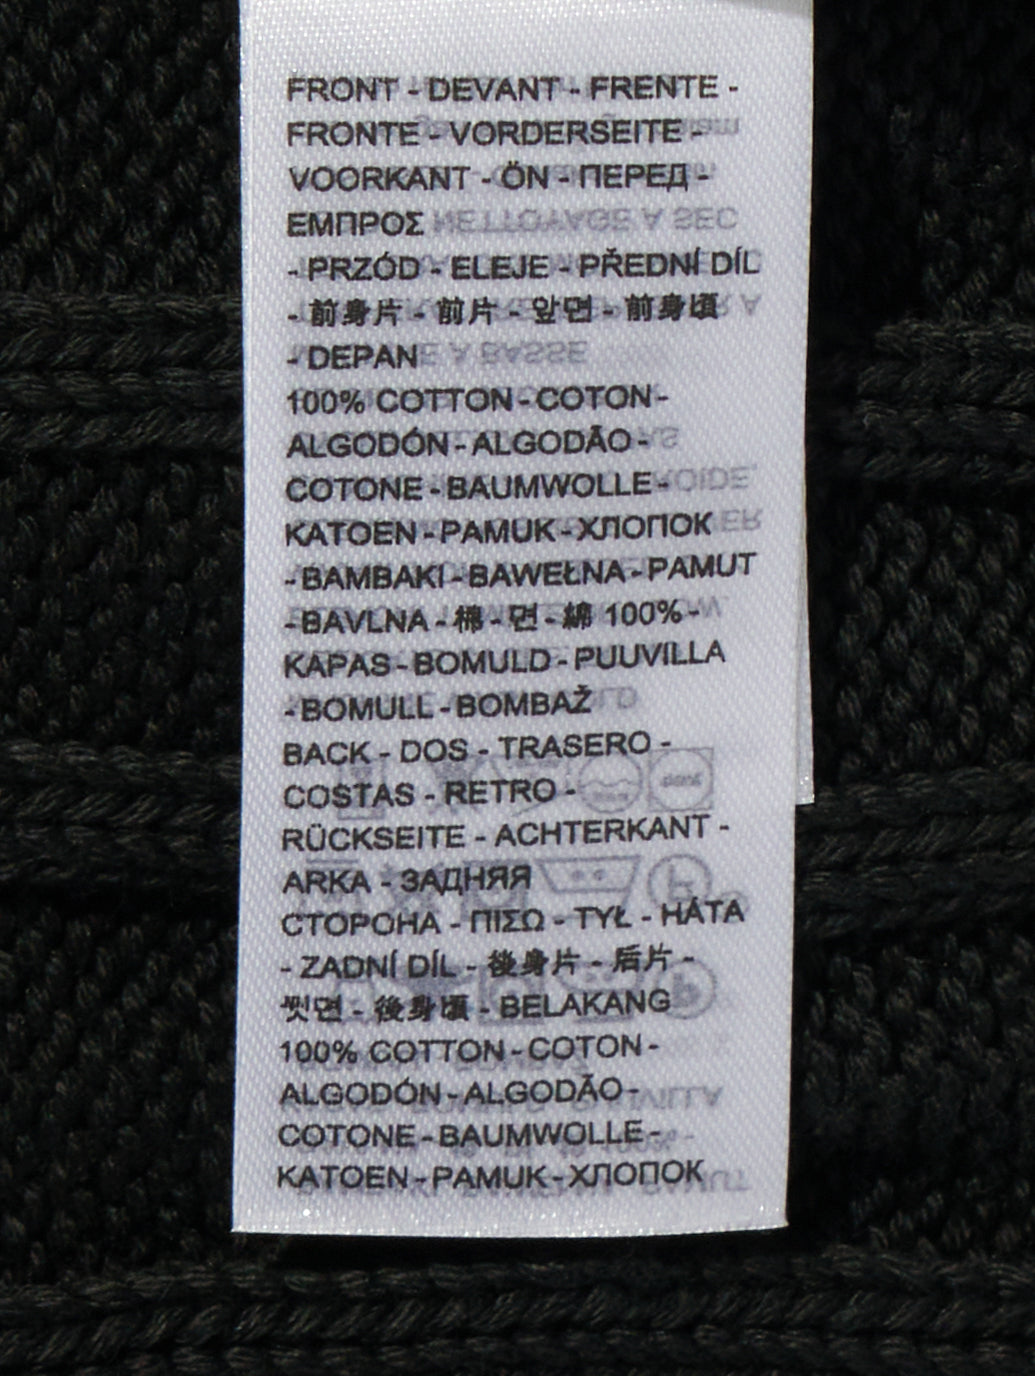 FRONT - DEVANT - FRENTE -
FRONTE - VORDERSEITE -
VOORKANT - ÖN - ПЕРЕД -
ΕΜΠΡΟΣ
- PRZÓD - ELEJE - PŘEDNÍ DÍL
- 前身片 - 前片 - 앞면 - 前身頃
- DEPAN
100% COTTON - COTON -
ALGODÓN - ALGODÃO -
COTONE - BAUMWOLLE -
KATOEN - PAMUK - ХЛОПОК
- ΒΑΜΒΑΚΙ - BAWEŁNA - PAMUT
- BAVLNA - 棉 - 면 - 綿 100% -
KAPAS - BOMULD - PUUVILLA
- BOMULL - BOMBAŽ
BACK - DOS - TRASERO -
COSTAS - RETRO -
RÜCKSEITE - ACHTERKANT -
ARKA - ЗАДНЯЯ
СТОРОНА - ΠΙΣΩ - TYŁ - HÁTA
- ZADNÍ DÍL - 後身片 - 后片 -
뒷면 - 後身頃 - BELAKANG
100% COTTON - COTON -
ALGODÓN - ALGODÃO -
COTONE - BAUMWOLLE -
KATOEN - PAMUK - ХЛОПОК